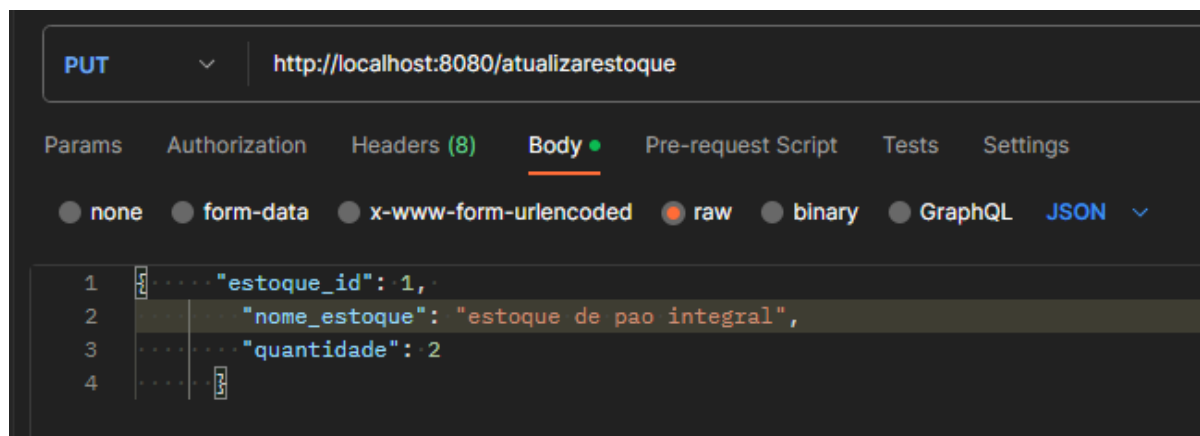 PUT http://localhost:8080/atualizarestoque
Params Authorization Headers (8) Body Pre-request Script Tests Settings
none form-data x-www-form-urlencoded raw binary GraphQL JSON
1 { "estoque_id": 1,
2 "nome_estoque": "estoque de pao integral",
3 "quantidade": 2
4 }